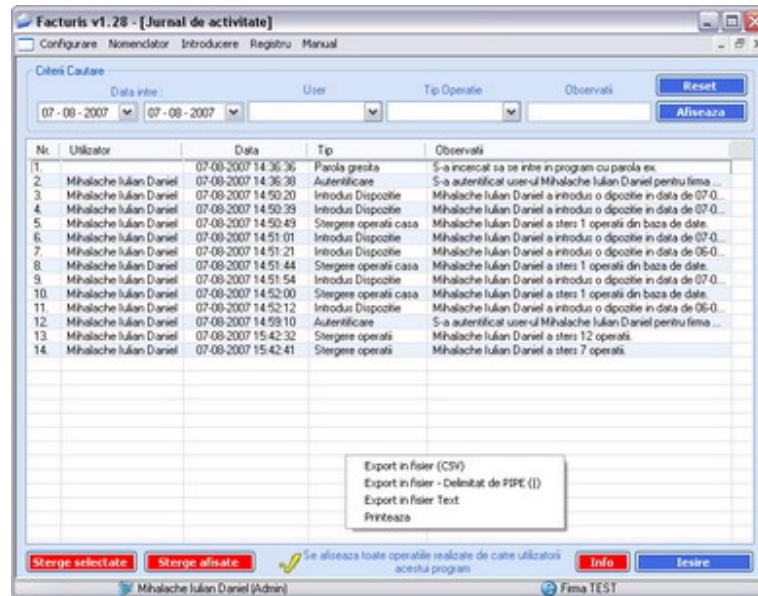 Facturis v1.28 - [Jurnal de activitate]
Configurare Nomenclator Introducere Registru Manual
Criterii Cautare
Data intre : User Tip Operatie Observatii Reset
07 - 08 - 2007 07 - 08 - 2007 Afiseaza
Nr. Utilizator Data Tip Observatii
1. 07-08-2007 14:36:36 Parola gresita S-a incercat sa se intre in program cu parola ex.
2. Mihalache Iulian Daniel 07-08-2007 14:36:38 Autentificare S-a autentificat user-ul Mihalache Iulian Daniel pentru firma ...
3. Mihalache Iulian Daniel 07-08-2007 14:50:20 Introdus Dispozitie Mihalache Iulian Daniel a introdus o dipozitie in data de 07-0...
4. Mihalache Iulian Daniel 07-08-2007 14:50:39 Introdus Dispozitie Mihalache Iulian Daniel a introdus o dipozitie in data de 07-0...
5. Mihalache Iulian Daniel 07-08-2007 14:50:49 Stergere operatii casa Mihalache Iulian Daniel a sters 1 operatii din baza de date.
6. Mihalache Iulian Daniel 07-08-2007 14:51:01 Introdus Dispozitie Mihalache Iulian Daniel a introdus o dipozitie in data de 07-0...
7. Mihalache Iulian Daniel 07-08-2007 14:51:21 Introdus Dispozitie Mihalache Iulian Daniel a introdus o dipozitie in data de 06-0...
8. Mihalache Iulian Daniel 07-08-2007 14:51:44 Stergere operatii casa Mihalache Iulian Daniel a sters 1 operatii din baza de date.
9. Mihalache Iulian Daniel 07-08-2007 14:51:54 Introdus Dispozitie Mihalache Iulian Daniel a introdus o dipozitie in data de 07-0...
10. Mihalache Iulian Daniel 07-08-2007 14:52:00 Stergere operatii casa Mihalache Iulian Daniel a sters 1 operatii din baza de date.
11. Mihalache Iulian Daniel 07-08-2007 14:52:12 Introdus Dispozitie Mihalache Iulian Daniel a introdus o dipozitie in data de 06-0...
12. Mihalache Iulian Daniel 07-08-2007 14:59:10 Autentificare S-a autentificat user-ul Mihalache Iulian Daniel pentru firma ...
13. Mihalache Iulian Daniel 07-08-2007 15:42:32 Stergere operatii Mihalache Iulian Daniel a sters 12 operatii.
14. Mihalache Iulian Daniel 07-08-2007 15:42:41 Stergere operatii Mihalache Iulian Daniel a sters 7 operatii.
Export in fisier (CSV)
Export in fisier - Delimitat de PIPE (|)
Export in fisier Text
Printeaza
Sterge selectate Sterge afisate Se afiseaza toate operatiile realizate de catre utilizatorii
acestui program Info Iesire
Mihalache Iulian Daniel (Admin) Firma TEST